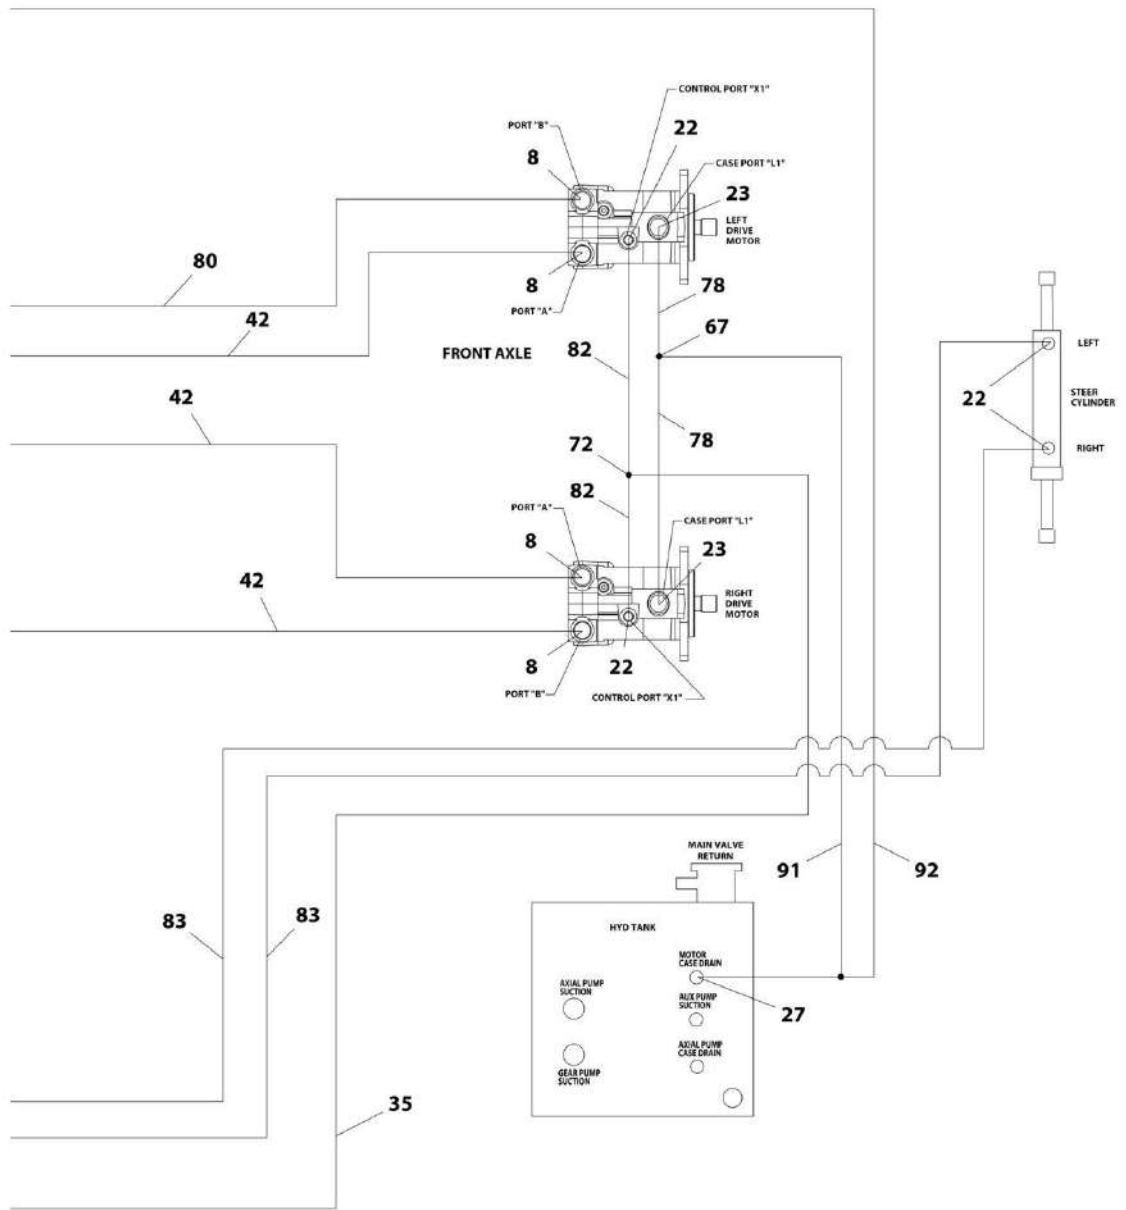 CONTROL PORT "X1"
PORT "B"
22
8
CASE PORT "L1"
23
LEFT
DRIVE
MOTOR
80
8
78
PORT "A"
42
67
FRONT AXLE
82
LEFT
42
22
STEER
CYLINDER
72
78
RIGHT
82
PORT "A"
CASE PORT "L1"
8
23
42
RIGHT
DRIVE
MOTOR
8
22
PORT "B"
CONTROL PORT "X1"
MAIN VALVE
RETURN
91
92
83
83
HYD TANK
MOTOR
CASE DRAIN
AXIAL PUMP
SUCTION
AUX PUMP
SUCTION
27
AXIAL PUMP
CASE DRAIN
GEAR PUMP
SUCTION
35